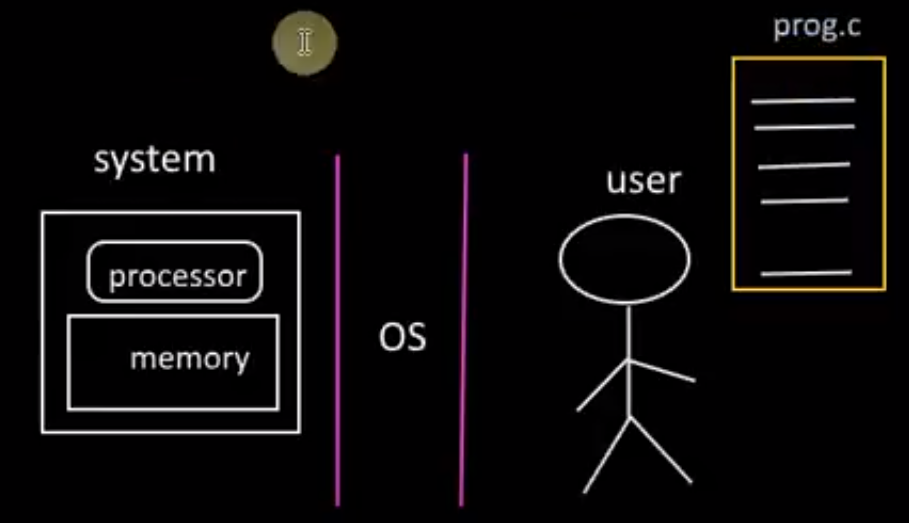 prog.c
system
user
processor
OS
memory